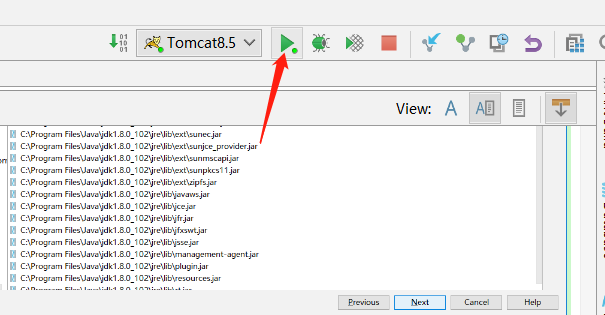 Tomcat8.5
View:
C:\Program Files\Java\jdk1.8.0_102\jre\lib\ext\sunec.jar
C:\Program Files\Java\jdk1.8.0_102\jre\lib\ext\sunjce_provider.jar
C:\Program Files\Java\jdk1.8.0_102\jre\lib\ext\sunmscapi.jar
C:\Program Files\Java\jdk1.8.0_102\jre\lib\ext\sunpkcs11.jar
C:\Program Files\Java\jdk1.8.0_102\jre\lib\ext\zipfs.jar
C:\Program Files\Java\jdk1.8.0_102\jre\lib\javaws.jar
C:\Program Files\Java\jdk1.8.0_102\jre\lib\jce.jar
C:\Program Files\Java\jdk1.8.0_102\jre\lib\jfr.jar
C:\Program Files\Java\jdk1.8.0_102\jre\lib\jfxswt.jar
C:\Program Files\Java\jdk1.8.0_102\jre\lib\jsse.jar
C:\Program Files\Java\jdk1.8.0_102\jre\lib\management-agent.jar
C:\Program Files\Java\jdk1.8.0_102\jre\lib\plugin.jar
C:\Program Files\Java\jdk1.8.0_102\jre\lib\resources.jar
Previous Next Cancel Help